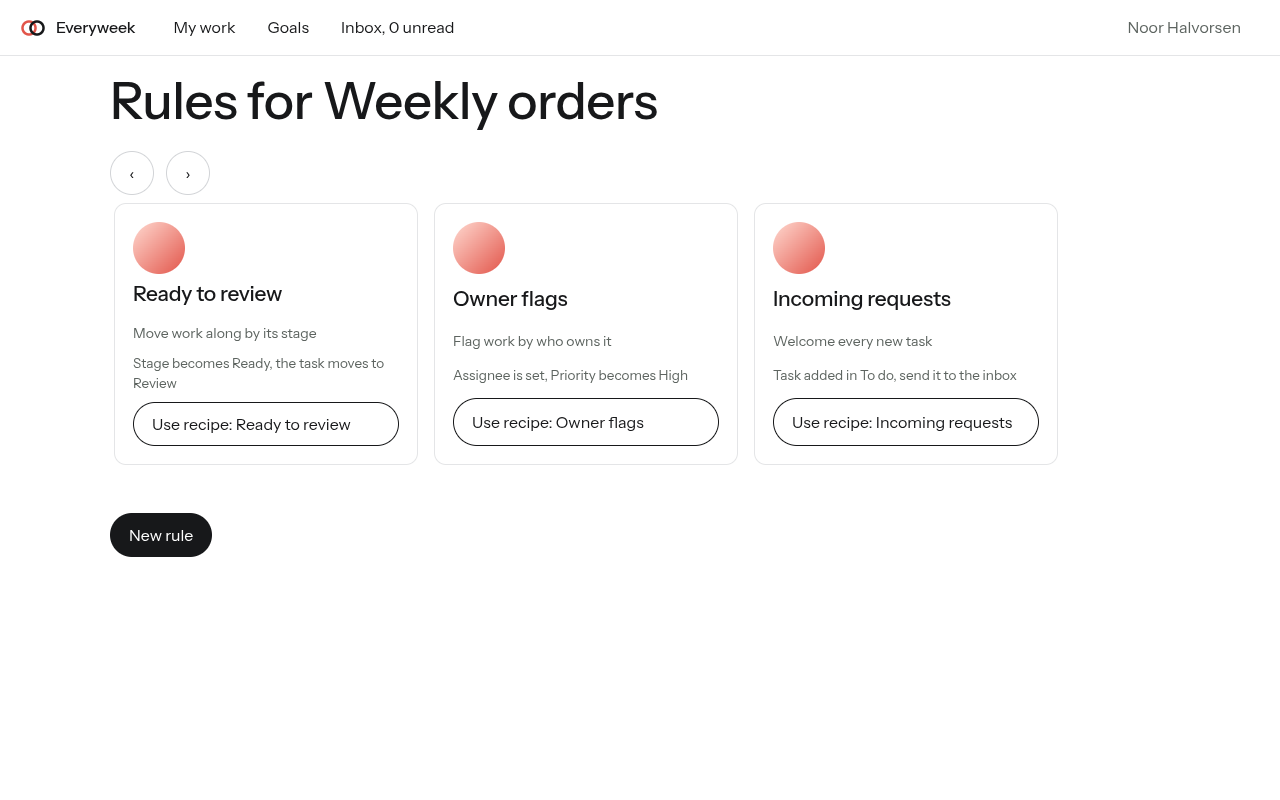 Everyweek My work Goals Inbox, 0 unread Noor Halvorsen
Rules for Weekly orders
‹ ›
Ready to review
Move work along by its stage
Stage becomes Ready, the task moves to
Review
Use recipe: Ready to review
Owner flags
Flag work by who owns it
Assignee is set, Priority becomes High
Use recipe: Owner flags
Incoming requests
Welcome every new task
Task added in To do, send it to the inbox
Use recipe: Incoming requests
New rule